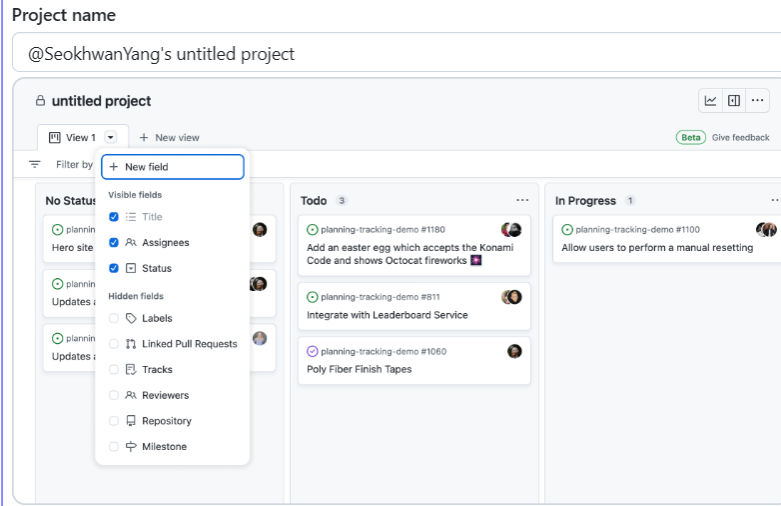 Project name
@SeokhwanYang's untitled project
untitled project
View 1
New view
Beta Give feedback
Filter by
New field
Visible fields
Title
Assignees
Status
Hidden fields
Labels
Linked Pull Requests
Tracks
Reviewers
Repository
Milestone
No Status
Hero site
Updates
Updates
Todo 3
planning-tracking-demo #1180
Add an easter egg which accepts the Konami
Code and shows Octocat fireworks
planning-tracking-demo #811
Integrate with Leaderboard Service
planning-tracking-demo #1060
Poly Fiber Finish Tapes
In Progress 1
planning-tracking-demo #1100
Allow users to perform a manual resetting